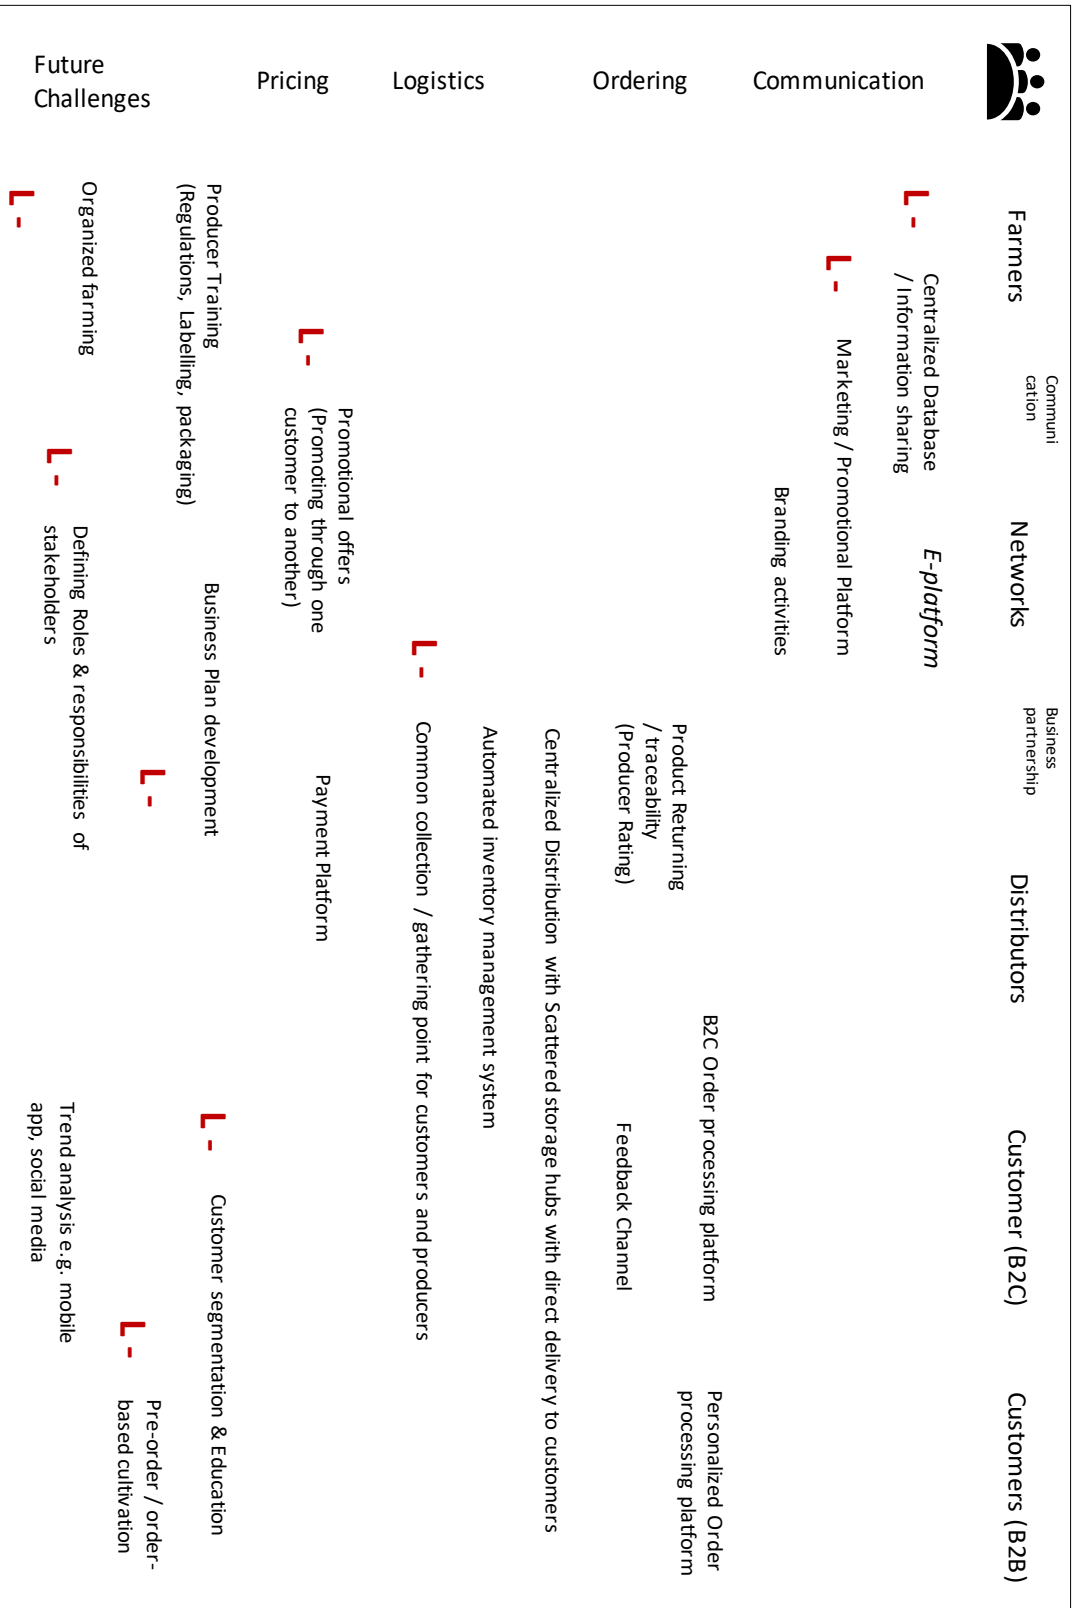 Farmers
Communi
cation
Networks
Business
partnership
Distributors
Customer (B2C)
Customers (B2B)
Communication
L -
Centralized Database
/ Information sharing
E-platform
L -
Marketing / Promotional Platform
Branding activities
Ordering
B2C Order processing platform
Personalized Order
processing platform
Product Returning
/ traceability
(Producer Rating)
Feedback Channel
Logistics
Centralized Distribution with Scattered storage hubs with direct delivery to customers
Automated inventory management system
L -
Common collection / gathering point for customers and producers
Pricing
L -
Promotional offers
(Promoting through one
customer to another)
Payment Platform
Future
Challenges
Producer Training
(Regulations, Labelling, packaging)
Business Plan development
L -
Customer segmentation & Education
L -
L -
Pre-order / order-
based cultivation
Organized farming
L -
L -
Defining Roles & responsibilities of
stakeholders
Trend analysis e.g. mobile
app, social media